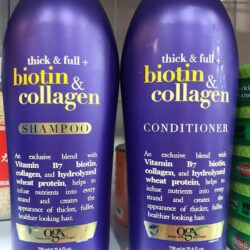 thick & full +
biotin
&
collagen
SHAMPOO
An exclusive blend with
Vitamin B7 biotin,
collagen, and hydrolyzed
wheat protein, helps to
infuse nutrients into every
strand and creates the
appearance of thicker, fuller,
healthier looking hair.
ogx
thick & full +
biotin
&
collagen
CONDITIONER
An exclusive blend with
Vitamin B7 biotin,
collagen, and hydrolyzed
wheat protein, helps to
infuse nutrients into every
strand and creates the
appearance of thicker, fuller,
healthier looking hair.
ogx